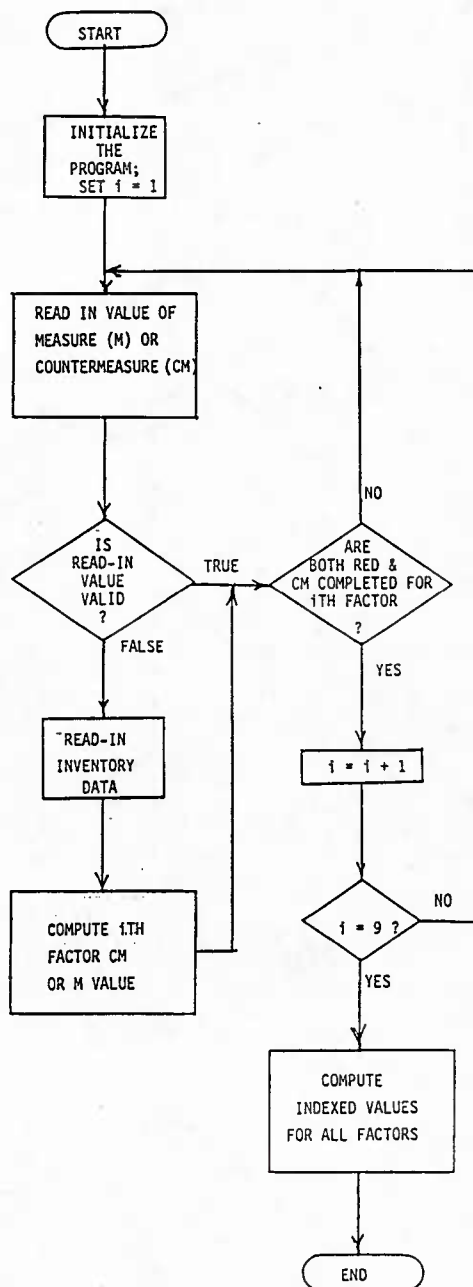 START
INITIALIZE
THE
PROGRAM;
SET i = 1
READ IN VALUE OF
MEASURE (M) OR
COUNTERMEASURE (CM)
IS
READ-IN
VALUE
VALID
?
TRUE
FALSE
READ-IN
INVENTORY
DATA
COMPUTE iTH
FACTOR CM
OR M VALUE
NO
ARE
BOTH RED &
CM COMPLETED FOR
iTH FACTOR
?
YES
i = i + 1
i = 9 ?
NO
YES
COMPUTE
INDEXED VALUES
FOR ALL FACTORS
END